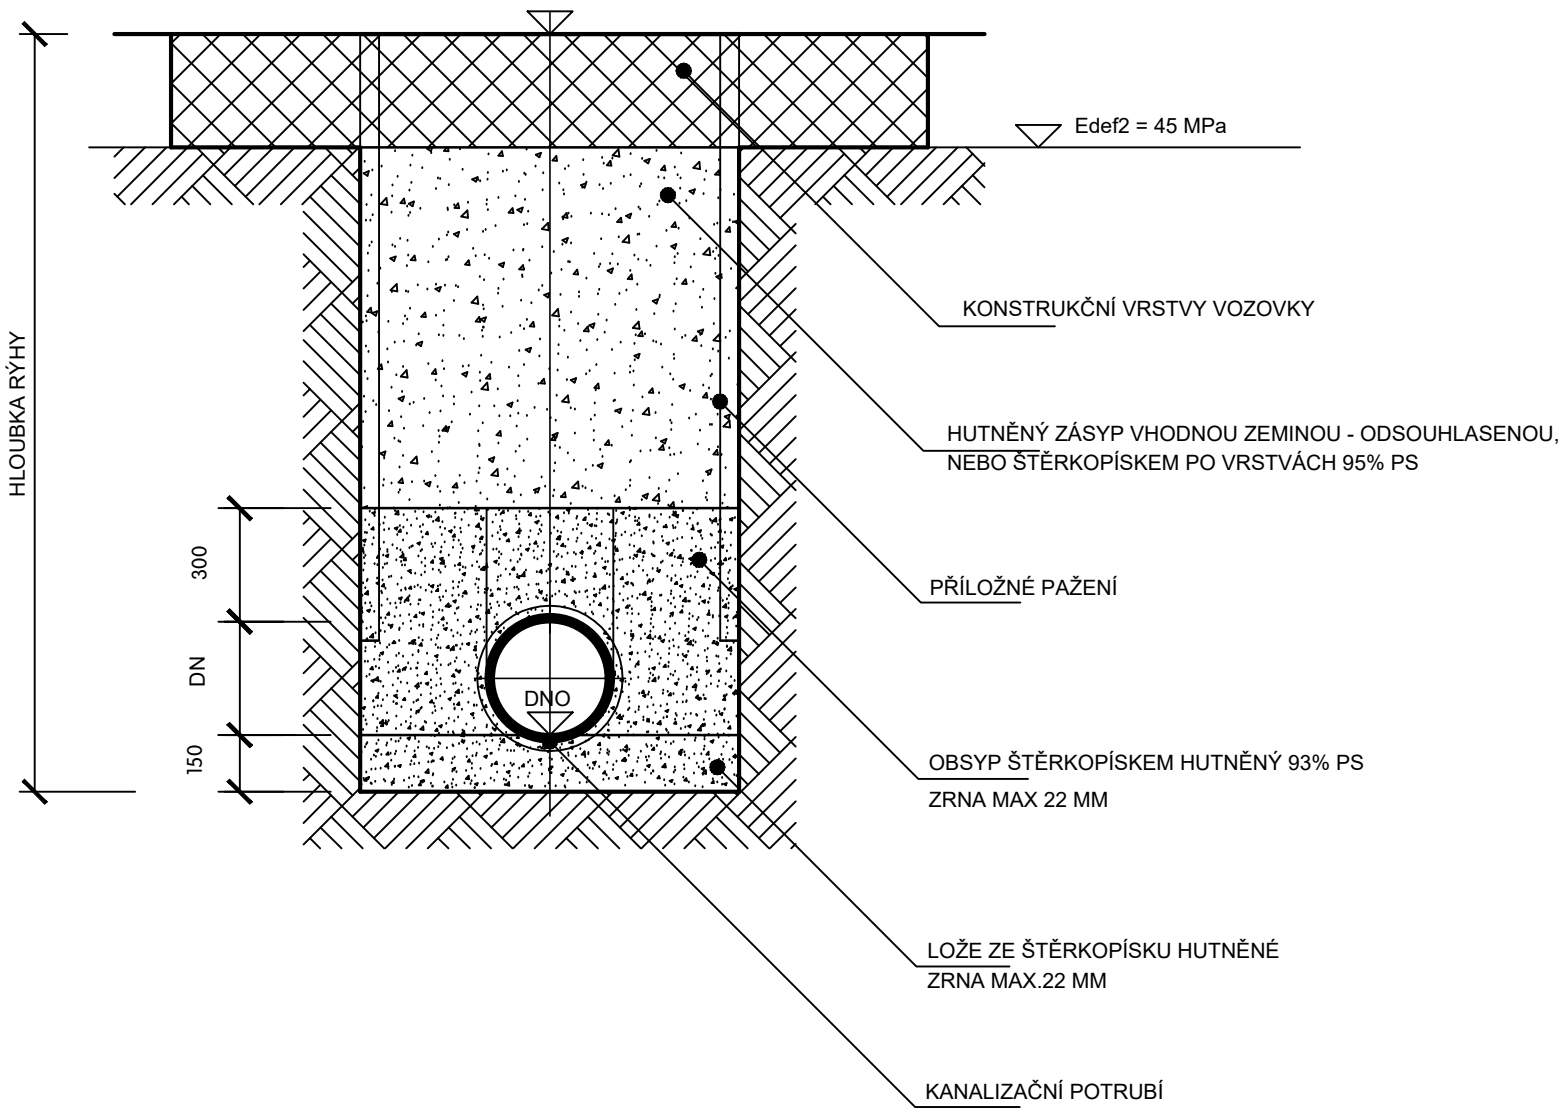 Edef2 = 45 MPa
KONSTRUKČNÍ VRSTVY VOZOVKY
HLOUBKA RÝHY
HUTNĚNÝ ZÁSYP VHODNOU ZEMINOU - ODSOUHLASENOU,
NEBO ŠTĚRKOPÍSKEM PO VRSTVÁCH 95% PS
300
PŘÍLOŽNÉ PAŽENÍ
DN
DNO
150
OBSYP ŠTĚRKOPÍSKEM HUTNĚNÝ 93% PS
ZRNA MAX 22 MM
LOŽE ZE ŠTĚRKOPÍSKU HUTNĚNÉ
ZRNA MAX.22 MM
KANALIZAČNÍ POTRUBÍ